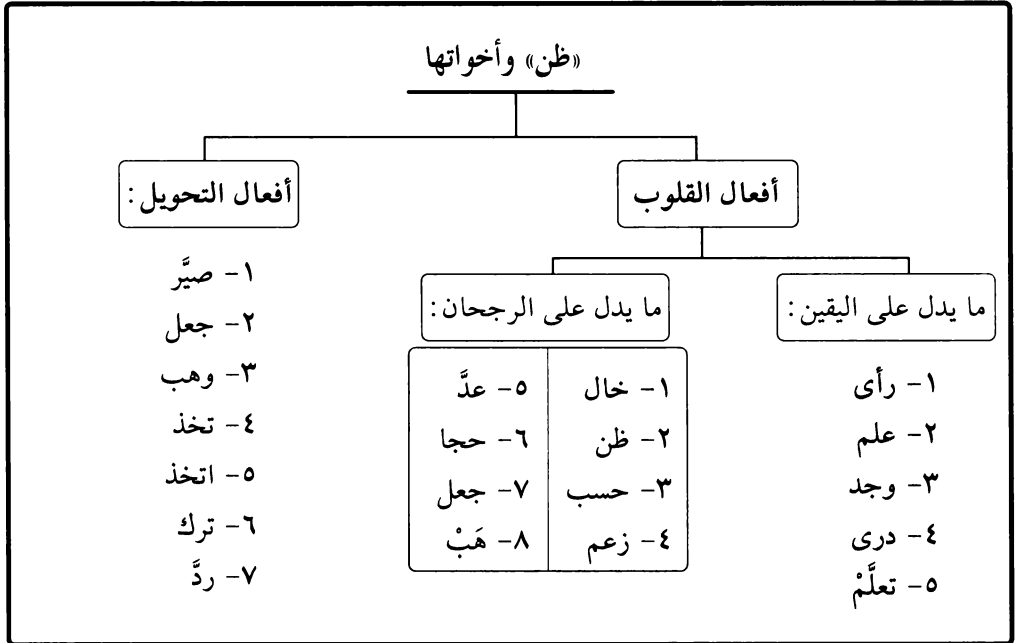 «ظن» وأخواتها
أفعال القلوب
أفعال التحويل:
ما يدل على اليقين:
١- رأى
٢- علم
٣- وجد
٤- درى
٥- تعلَّمْ
ما يدل على الرجحان:
١- خال
٢- ظن
٣- حسب
٤- زعم
٥- عدَّ
٦- حجا
٧- جعل
٨- هَبْ
١- صيَّر
٢- جعل
٣- وهب
٤- تخذ
٥- اتخذ
٦- ترك
٧- ردَّ